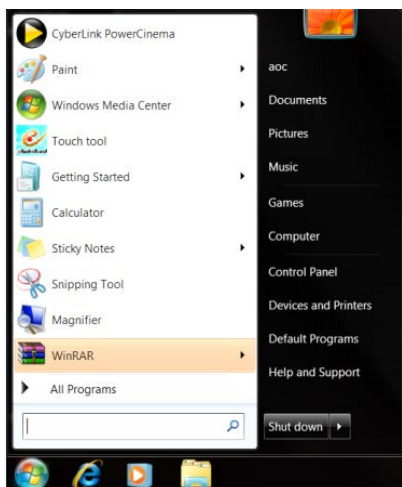 CyberLink PowerCinema
Paint
Windows Media Center
Touch tool
Getting Started
Calculator
Sticky Notes
Snipping Tool
Magnifier
WinRAR
All Programs
aoc
Documents
Pictures
Music
Games
Computer
Control Panel
Devices and Printers
Default Programs
Help and Support
Shut down